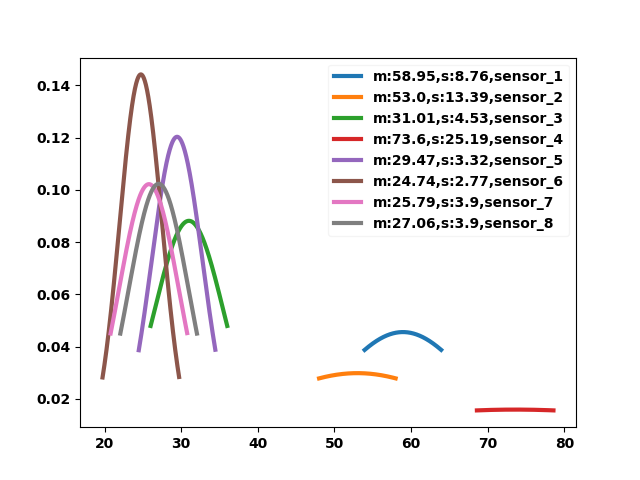 m:58.95,s:8.76,sensor_1
m:53.0,s:13.39,sensor_2
m:31.01,s:4.53,sensor_3
m:73.6,s:25.19,sensor_4
m:29.47,s:3.32,sensor_5
m:24.74,s:2.77,sensor_6
m:25.79,s:3.9,sensor_7
m:27.06,s:3.9,sensor_8
0.14
0.12
0.10
0.08
0.06
0.04
0.02
20 30 40 50 60 70 80